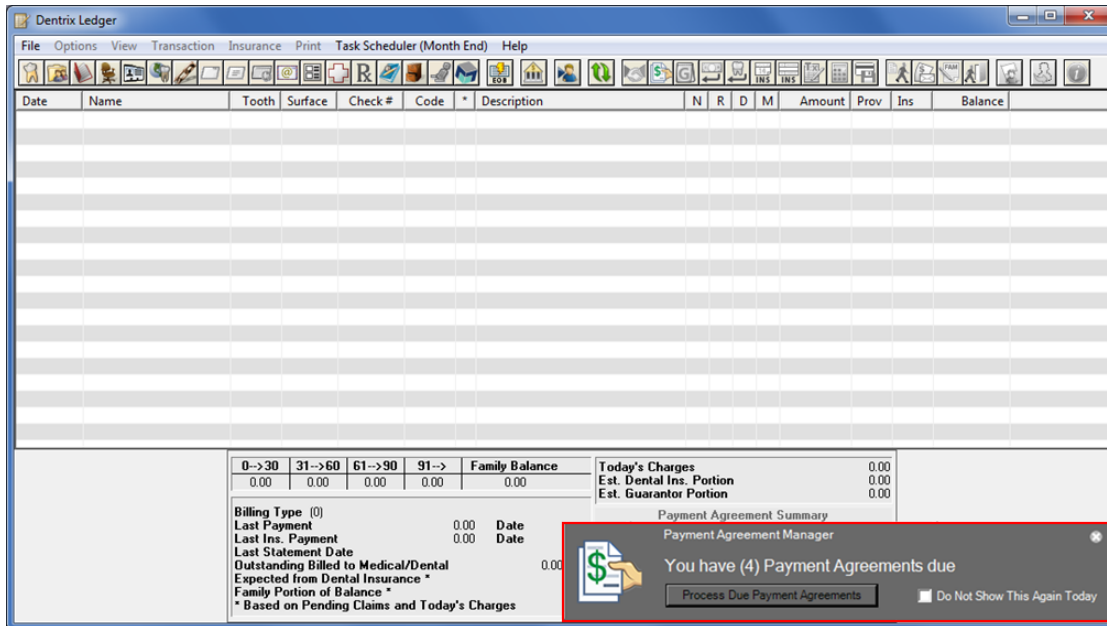 Dentrix Ledger
File Options View Transaction Insurance Print Task Scheduler (Month End) Help
Date Name Tooth Surface Check # Code * Description N R D M Amount Prov Ins Balance
0-->30 31-->60 61-->90 91--> Family Balance
0.00 0.00 0.00 0.00 0.00
Today's Charges 0.00
Est. Dental Ins. Portion 0.00
Est. Guarantor Portion 0.00
Billing Type (0)
Last Payment 0.00 Date
Last Ins. Payment 0.00 Date
Last Statement Date
Outstanding Billed to Medical/Dental 0.00
Expected from Dental Insurance *
Family Portion of Balance *
* Based on Pending Claims and Today's Charges
Payment Agreement Summary
Payment Agreement Manager
You have (4) Payment Agreements due
Process Due Payment Agreements
Do Not Show This Again Today